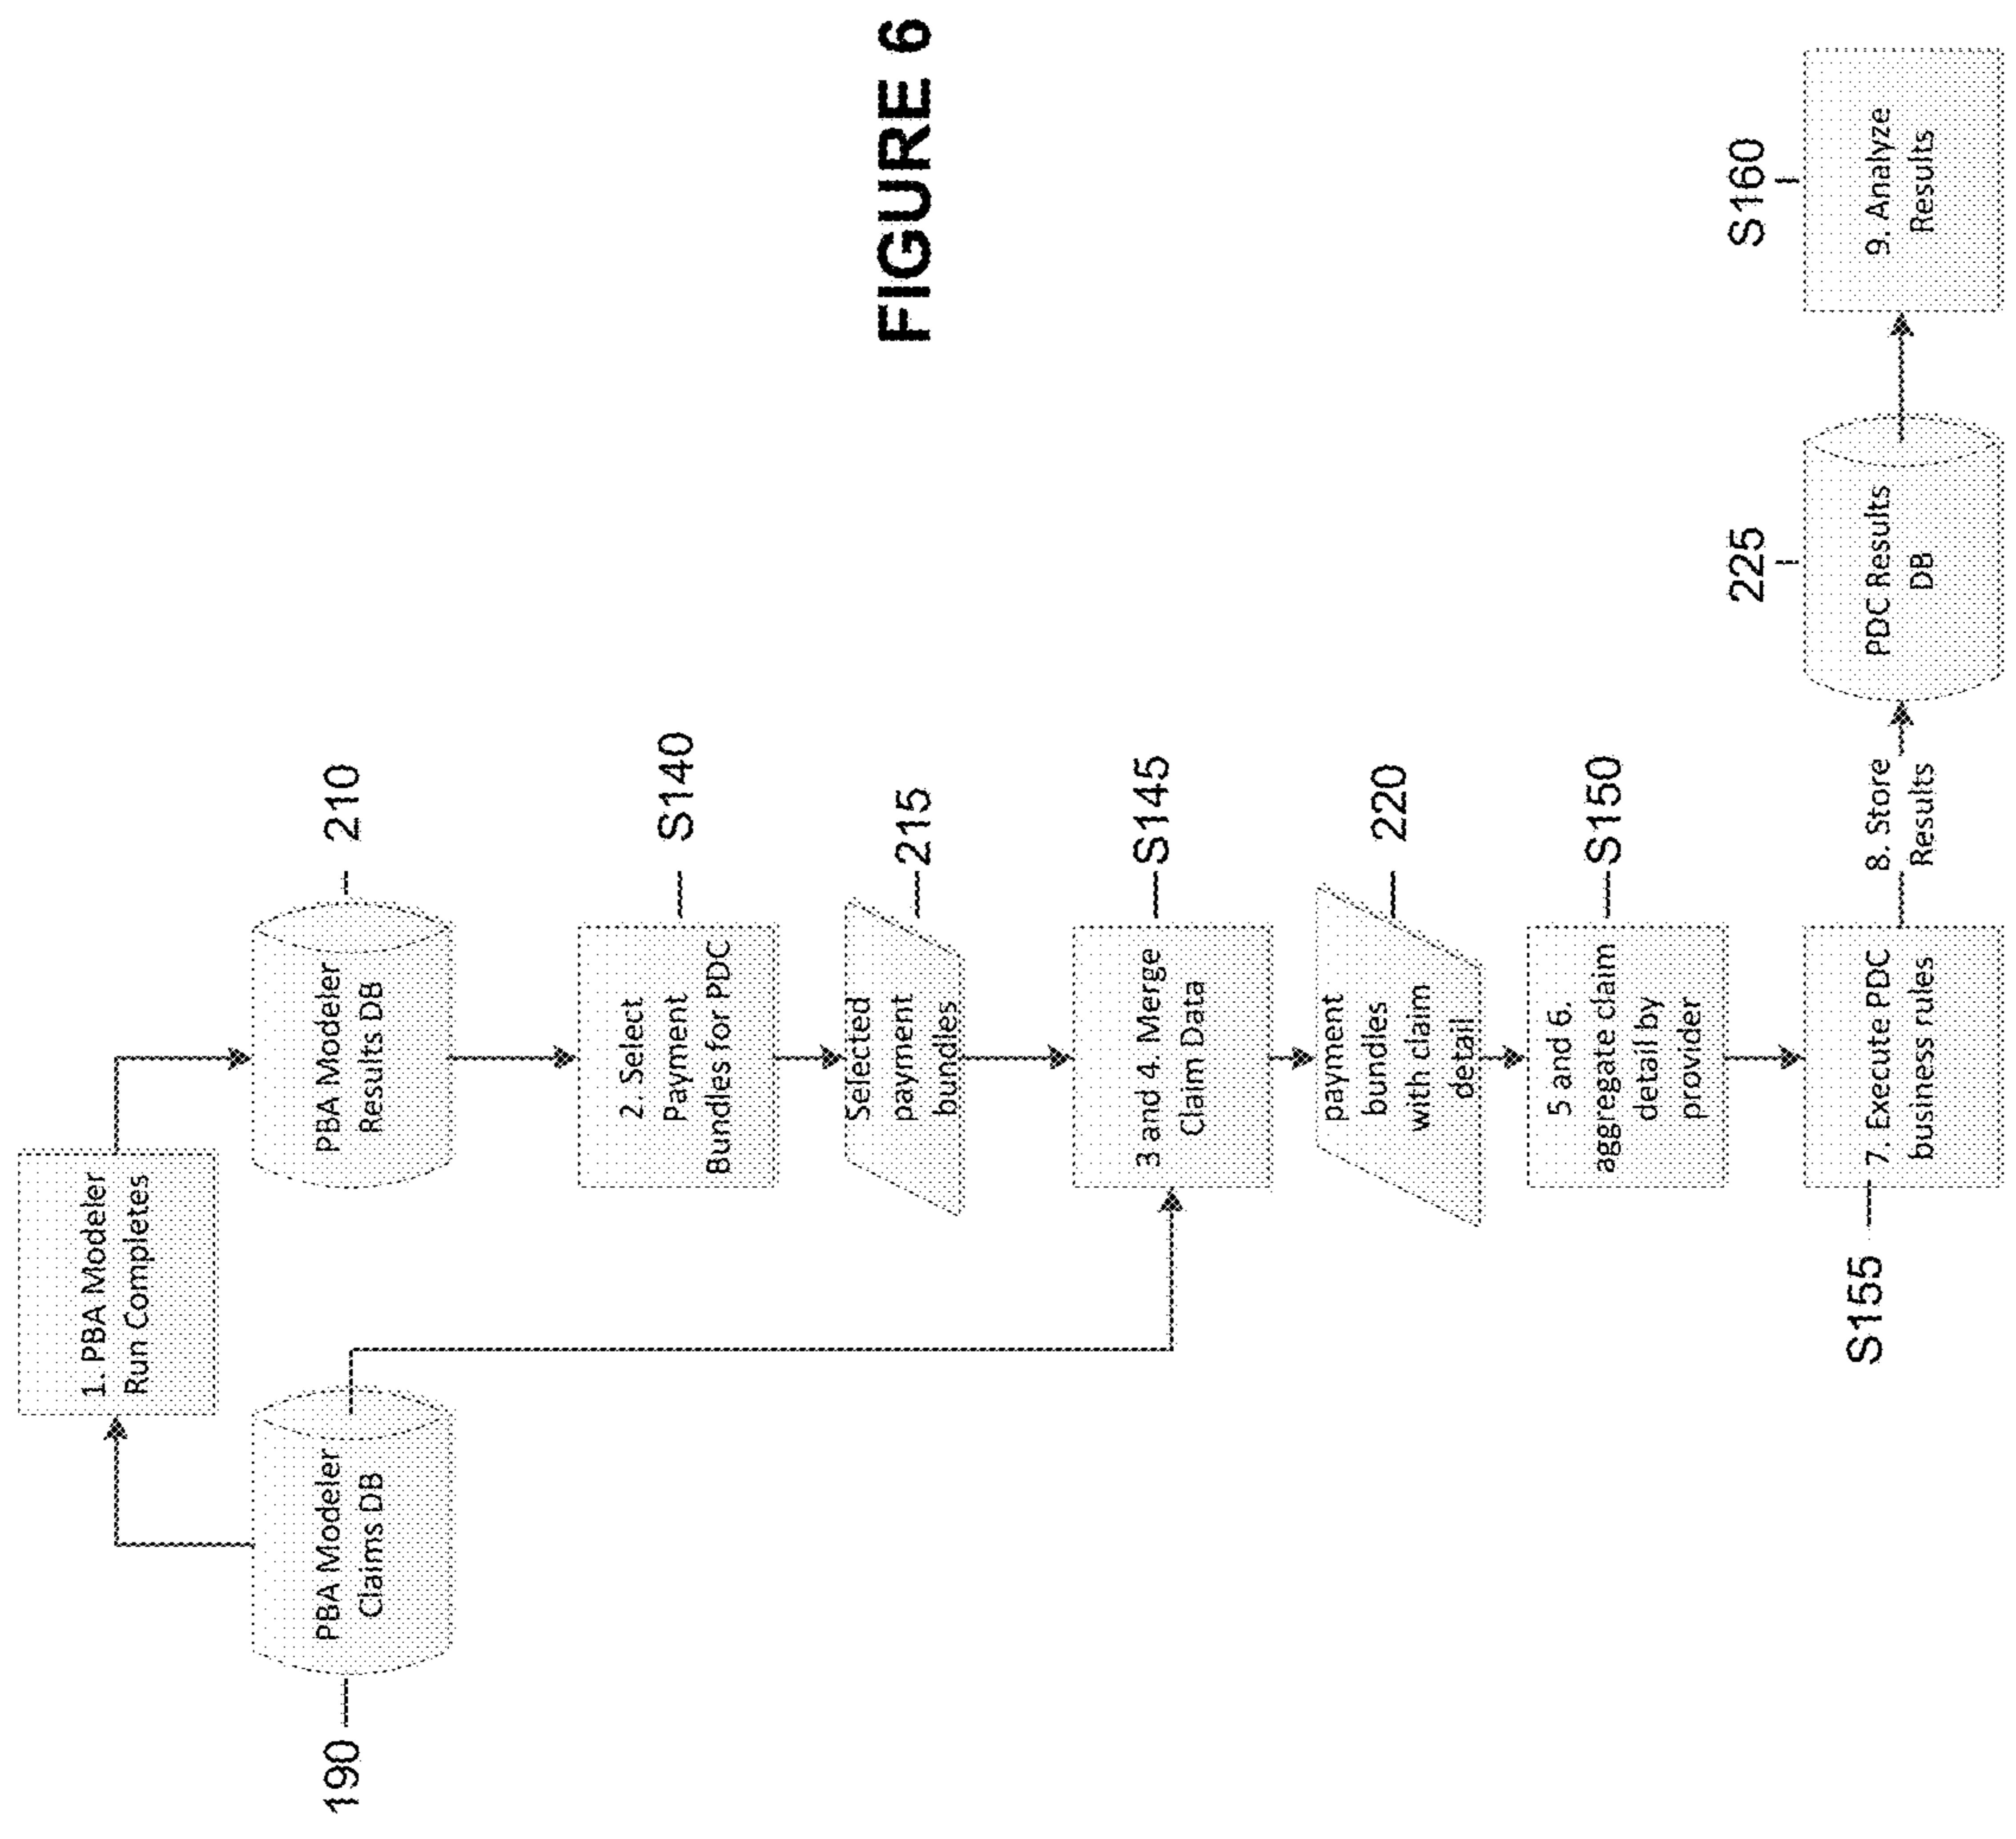 FIGURE 6
1. PBA Modeler
Run Completes
190
PBA Modeler
Claims DB
PBA Modeler
Results DB
210
2. Select
Payment
Bundles for PDC
S140
Selected
payment
bundles
215
3 and 4. Merge
Claim Data
S145
payment
bundles
with claim
detail
220
5 and 6.
aggregate claim
detail by
provider
S150
S155
7. Execute PDC
business rules
8. Store
Results
225
PDC Results
DB
S160
9. Analyze
Results